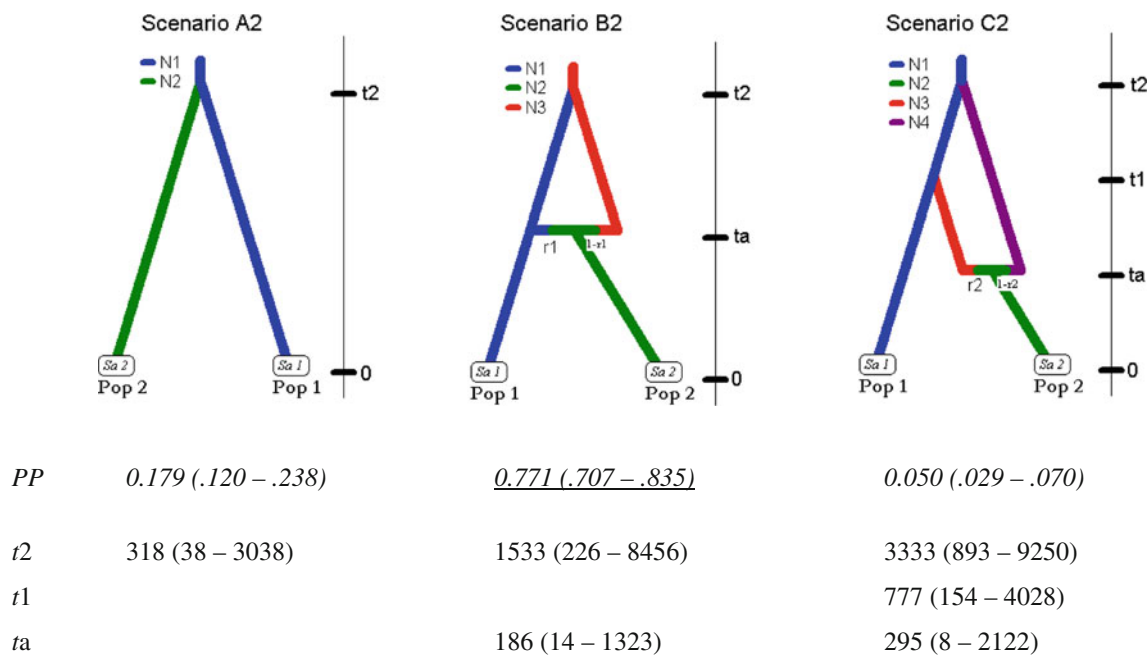 Scenario A2
N1
N2
t2
0
Sa 2
Pop 2
Sa 1
Pop 1
Scenario B2
N1
N2
N3
t2
ta
0
r1
1-r1
Sa 1
Pop 1
Sa 2
Pop 2
Scenario C2
N1
N2
N3
N4
t2
t1
ta
0
r2
1-r2
Sa 1
Pop 1
Sa 2
Pop 2
PP 0.179 (.120 – .238) 0.771 (.707 – .835) 0.050 (.029 – .070)
t2 318 (38 – 3038) 1533 (226 – 8456) 3333 (893 – 9250)
t1 777 (154 – 4028)
ta 186 (14 – 1323) 295 (8 – 2122)